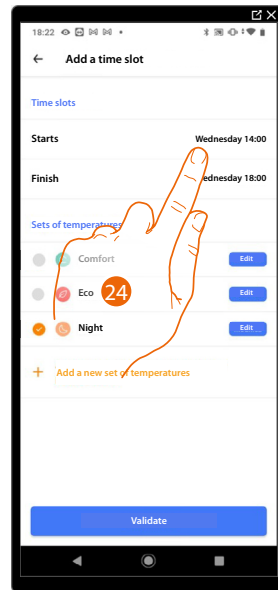 18:22
Add a time slot
Time slots
Starts Wednesday 14:00
Finish ednesday 18:00
Sets of temperatures
Comfort Edit
Eco 24 Edit
Night Edit
+ Add a new set of temperatures
Validate